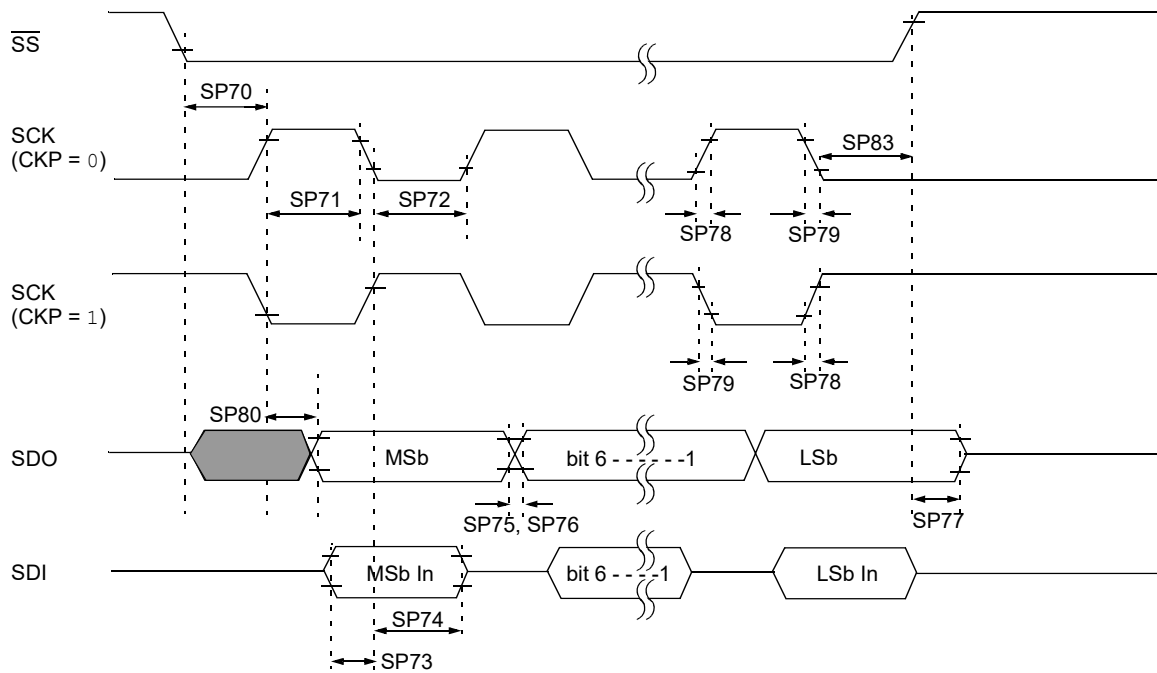 SS
SP70
SCK
(CKP = 0)
SP83
SP71
SP72
SP78
SP79
SCK
(CKP = 1)
SP79
SP78
SP80
SDO
MSb
bit 6 - - - - - -1
LSb
SP75, SP76
SP77
SDI
MSb In
bit 6 - - - - -1
LSb In
SP74
SP73